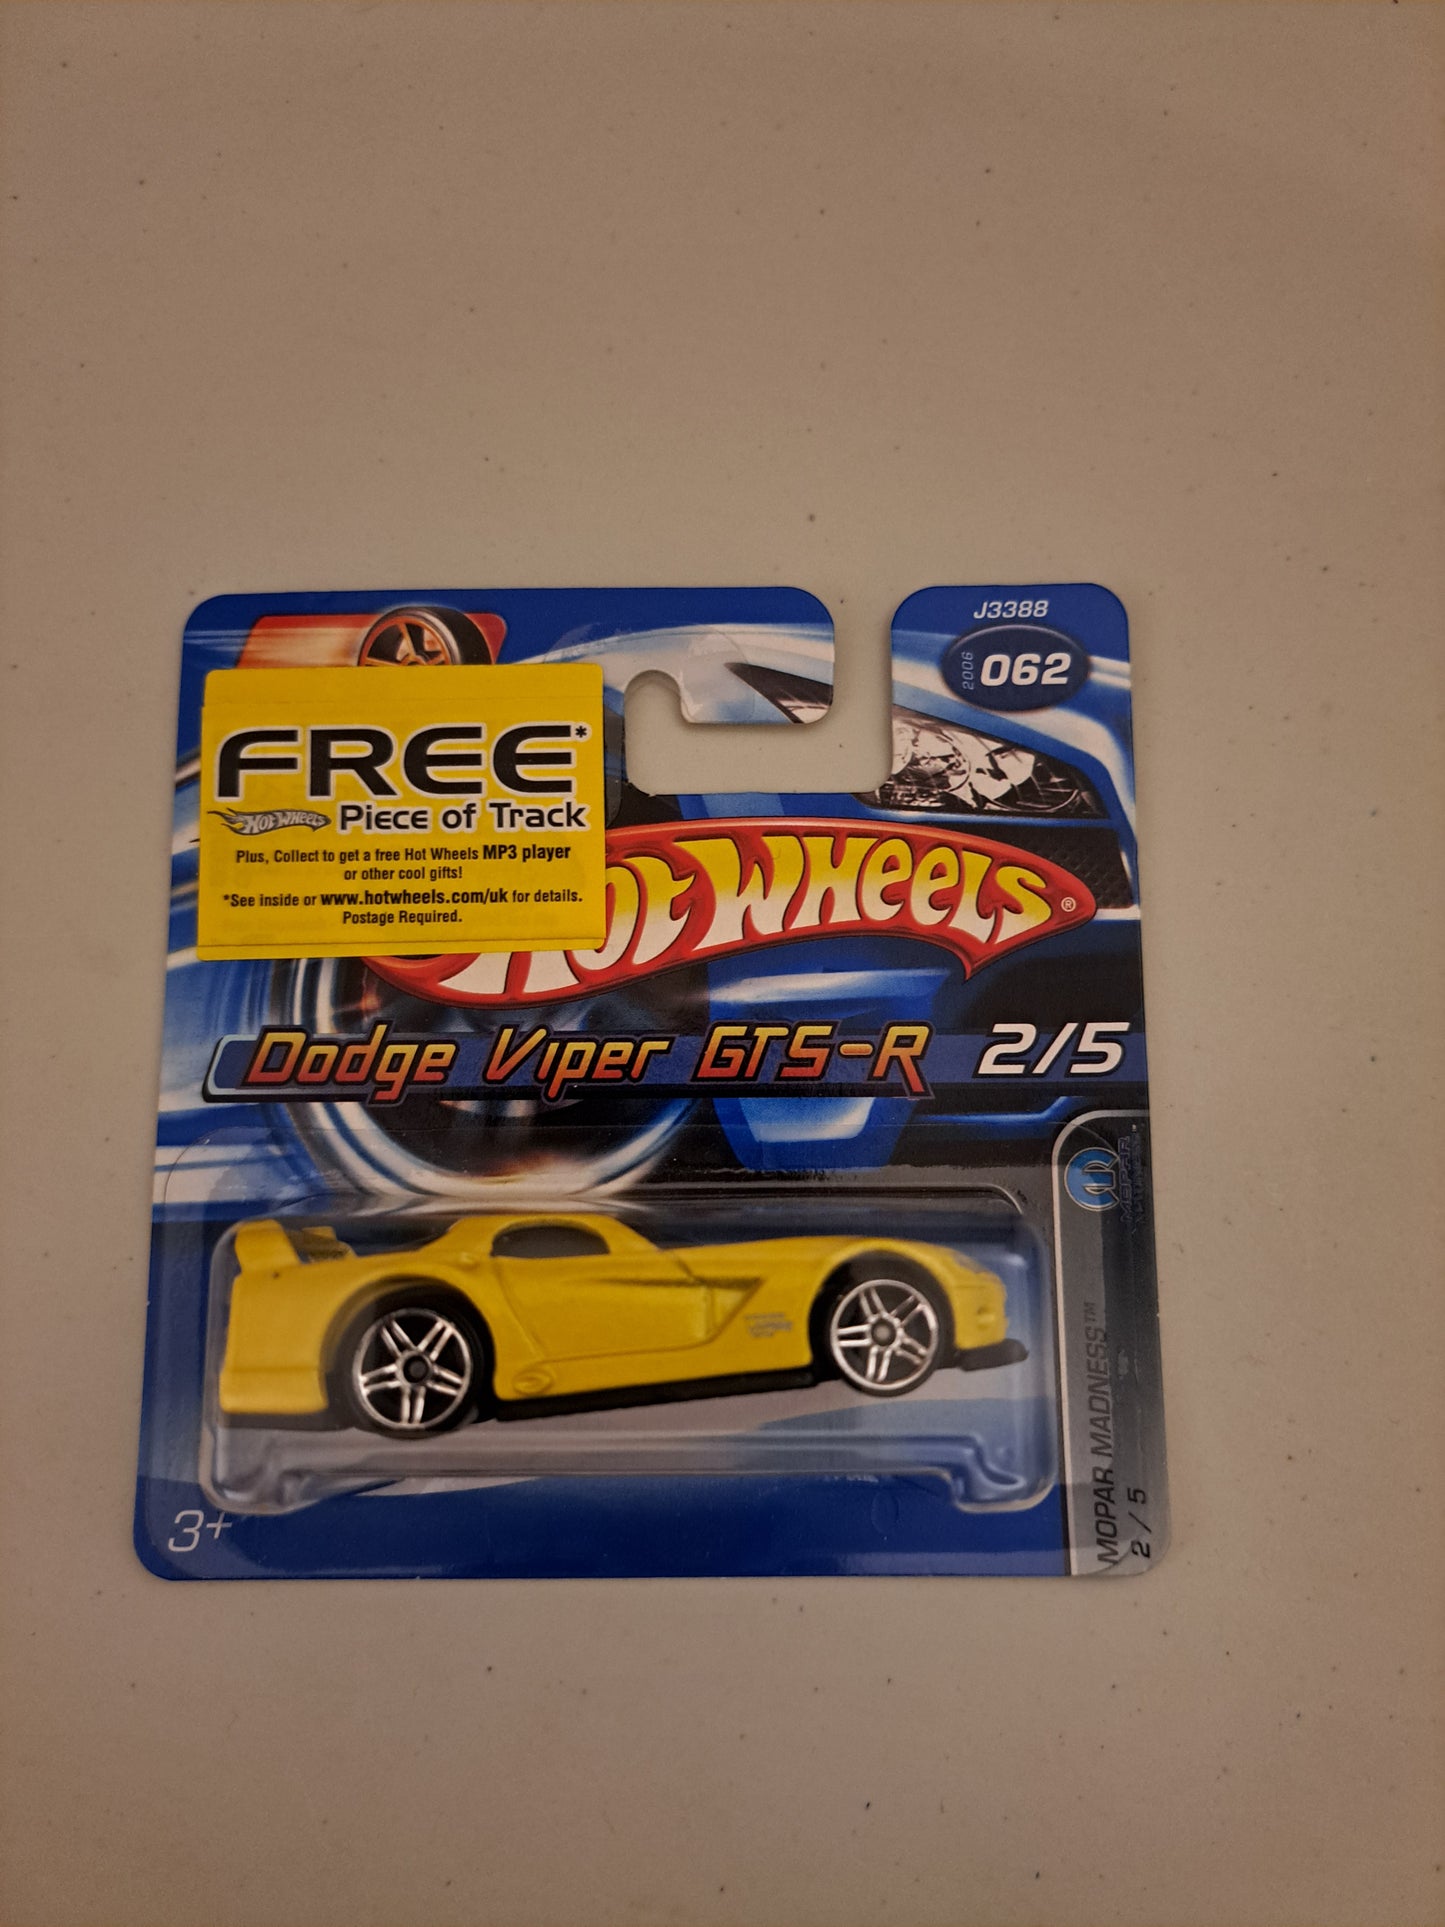 J3388
2006
062
FREE*
Hot Wheels Piece of Track
Plus, Collect to get a free Hot Wheels MP3 player
or other cool gifts!
*See inside or www.hotwheels.com/uk for details.
Postage Required.
Hot Wheels®
Dodge Viper GTS-R 2/5
MOPAR
MOPAR MADNESS™
2 / 5
3+